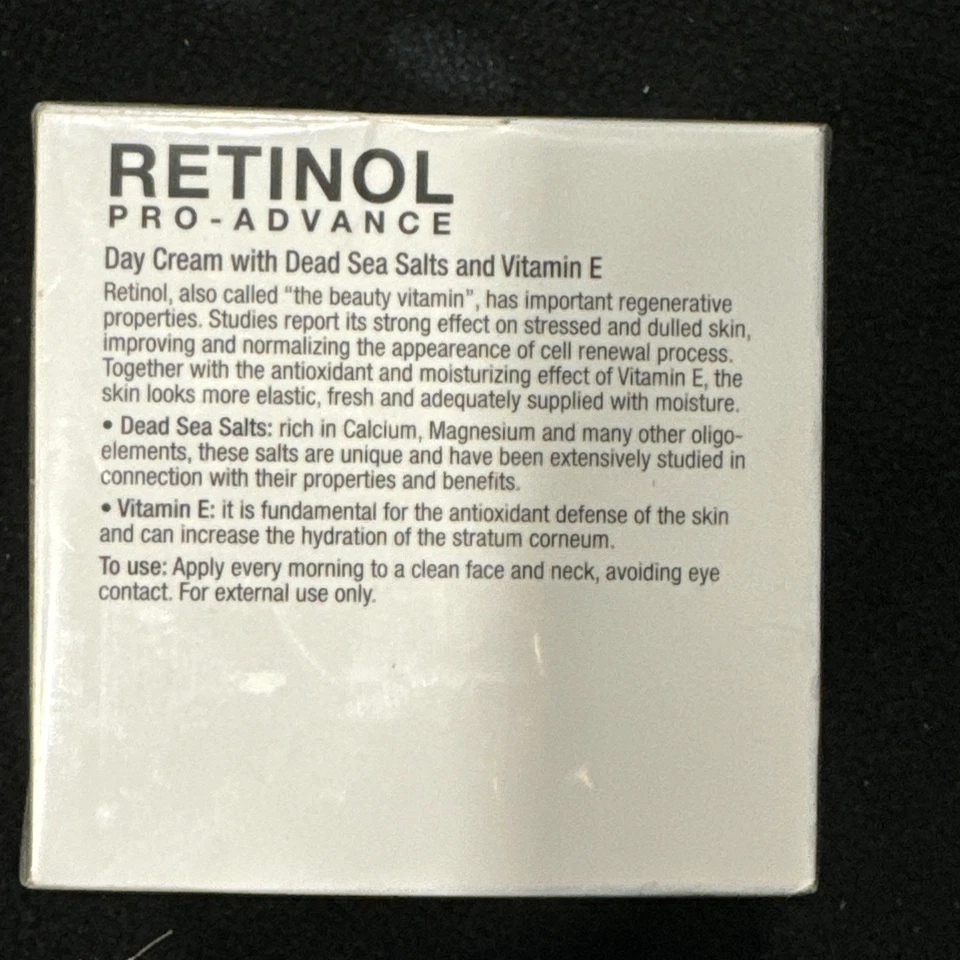 RETINOL
PRO-ADVANCE
Day Cream with Dead Sea Salts and Vitamin E
Retinol, also called “the beauty vitamin”, has important regenerative
properties. Studies report its strong effect on stressed and dulled skin,
improving and normalizing the appeareance of cell renewal process.
Together with the antioxidant and moisturizing effect of Vitamin E, the
skin looks more elastic, fresh and adequately supplied with moisture.
• Dead Sea Salts: rich in Calcium, Magnesium and many other oligo-
elements, these salts are unique and have been extensively studied in
connection with their properties and benefits.
• Vitamin E: it is fundamental for the antioxidant defense of the skin
and can increase the hydration of the stratum corneum.
To use: Apply every morning to a clean face and neck, avoiding eye
contact. For external use only.